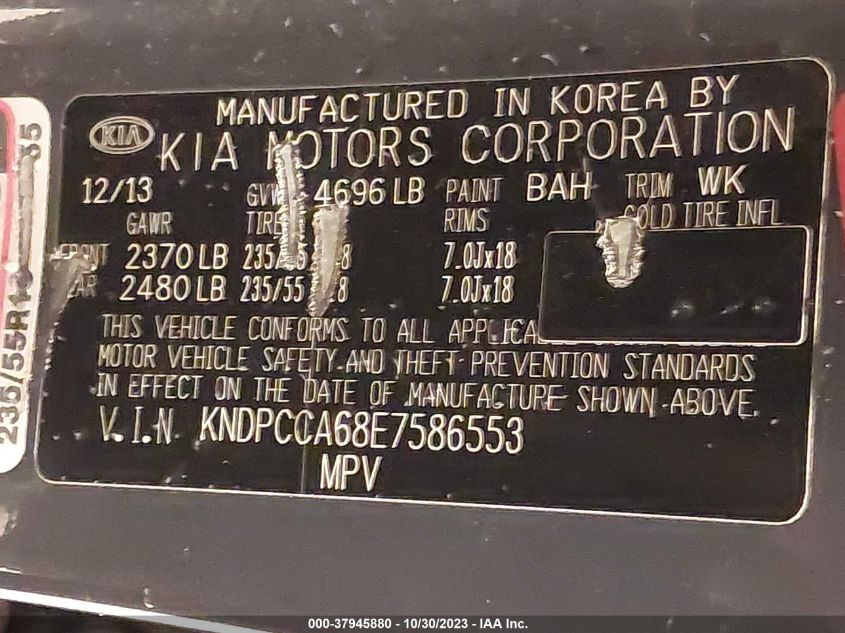 MANUFACTURED IN KOREA BY
KIA KIA MOTORS CORPORATION
12/13 4696 LB PAINT BAH TRIM WK
GAWR TIRE RIMS COLD TIRE INFL
2370 LB 7.0Jx18
2480 LB 235/55 7.0Jx18
THIS VEHICLE CONFORMS TO ALL
MOTOR VEHICLE SAFETY AND THEFT PREVENTION STANDARDS
IN EFFECT ON THE DATE OF MANUFACTURE SHOWN ABOVE.
V.I.N KNDPCCA68E7586553
MPV
000-37945880 - 10/30/2023 - IAA Inc.